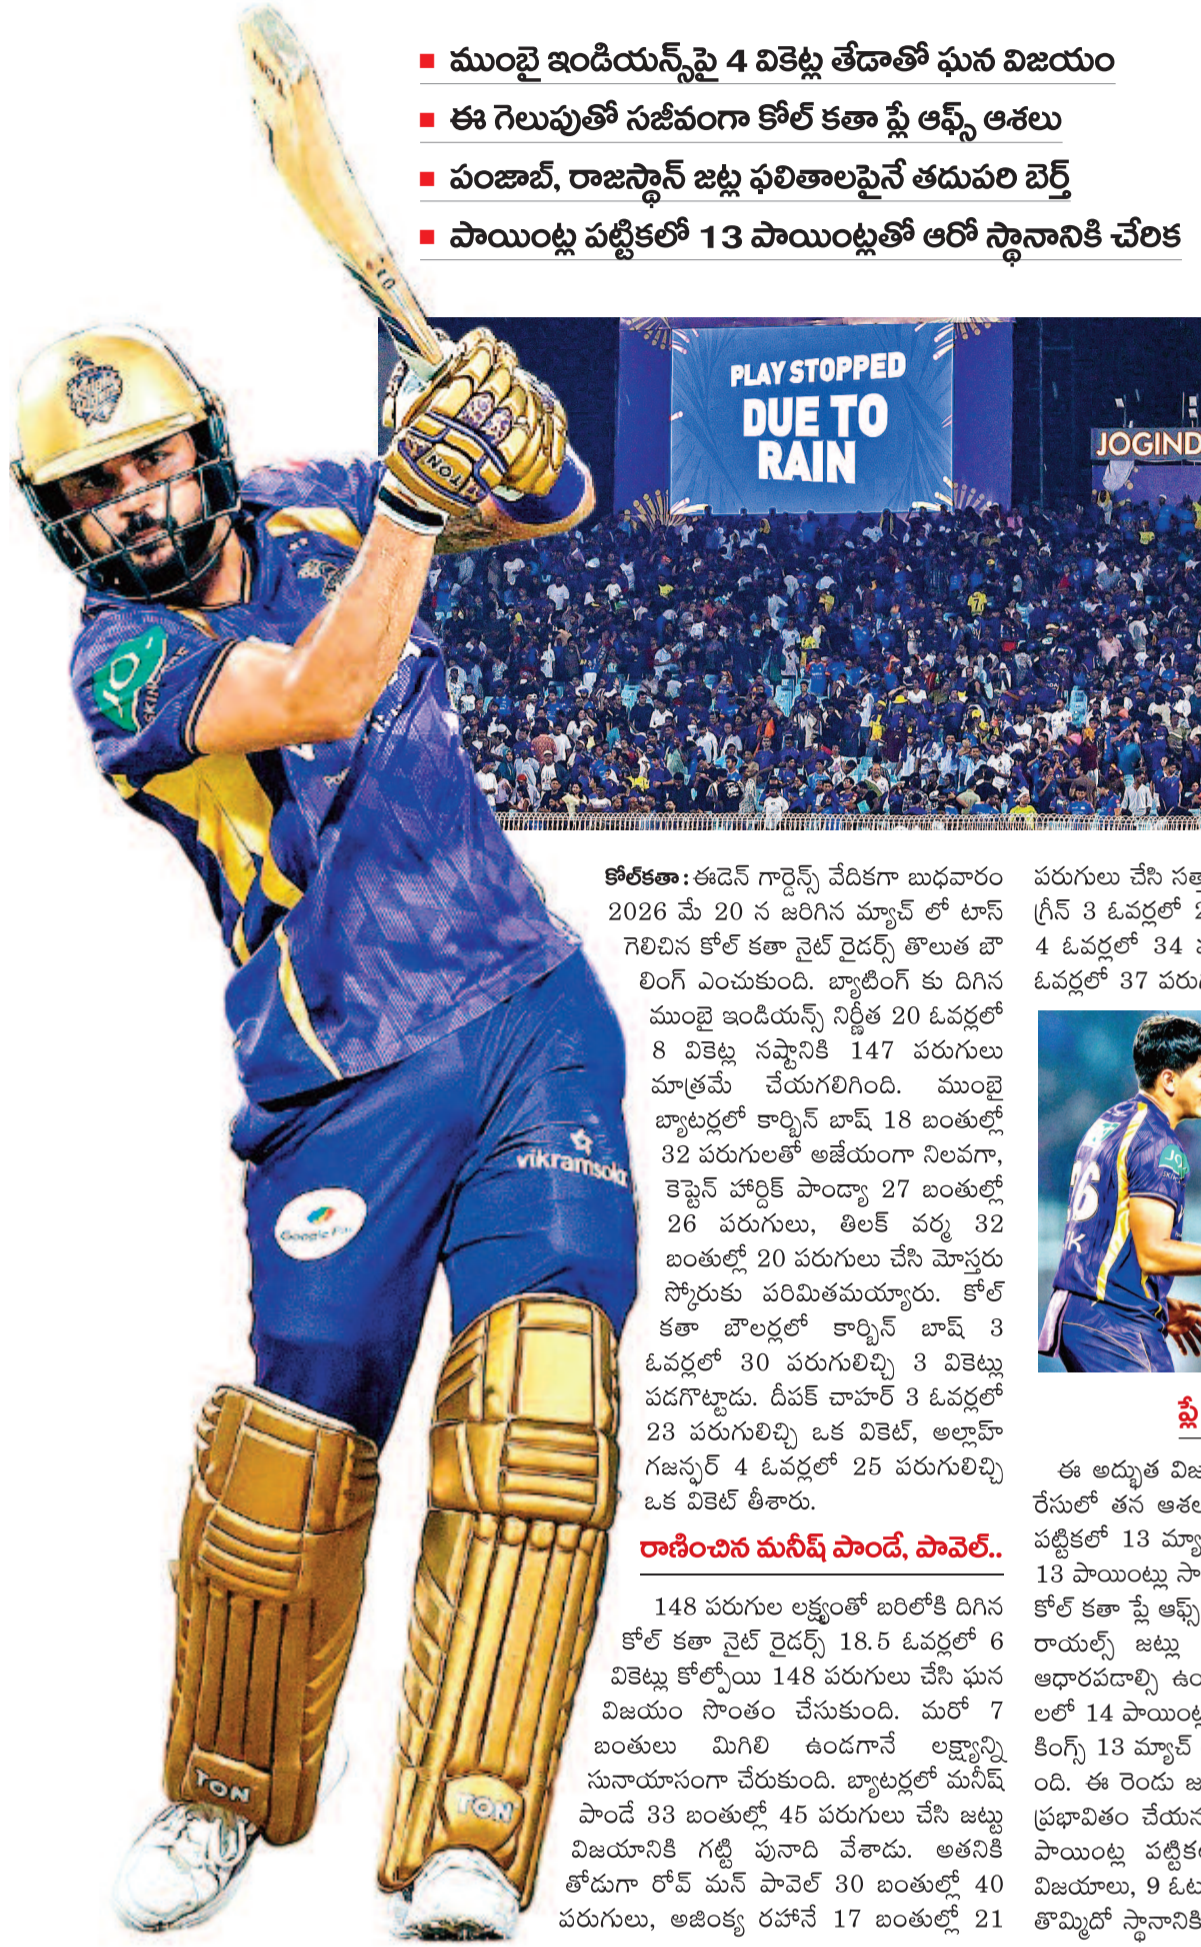 ముంబై ఇండియన్స్‌పై 4 వికెట్ల తేడాతో ఘన విజయం
ఈ గెలుపుతో సజీవంగా కోల్ కతా ప్లే ఆఫ్స్ ఆశలు
పంజాబ్, రాజస్థాన్ జట్ల ఫలితాలపైనే తదుపరి బెర్త్
పాయింట్ల పట్టికలో 13 పాయింట్లతో ఆరో స్థానానికి చేరిక
PLAY STOPPED
DUE TO
RAIN
JOGIND
TON
vikramsola
Google Pay
TON
TON
కోల్‌కతా: ఈడెన్ గార్డెన్స్ వేదికగా బుధవారం
2026 మే 20 న జరిగిన మ్యాచ్ లో టాస్
గెలిచిన కోల్ కతా నైట్ రైడర్స్ తొలుత బౌ
లింగ్ ఎంచుకుంది. బ్యాటింగ్ కు దిగిన
ముంబై ఇండియన్స్ నిర్ణీత 20 ఓవర్లలో
8 వికెట్ల నష్టానికి 147 పరుగులు
మాత్రమే చేయగలిగింది. ముంబై
బ్యాటర్లలో కార్బిన్ బాష్ 18 బంతుల్లో
32 పరుగులతో అజేయంగా నిలవగా,
కెప్టెన్ హార్దిక్ పాండ్యా 27 బంతుల్లో
26 పరుగులు, తిలక్ వర్మ 32
బంతుల్లో 20 పరుగులు చేసి మోస్తరు
స్కోరుకు పరిమితమయ్యారు. కోల్
కతా బౌలర్లలో కార్బిన్ బాష్ 3
ఓవర్లలో 30 పరుగులిచ్చి 3 వికెట్లు
పడగొట్టాడు. దీపక్ చాహర్ 3 ఓవర్లలో
23 పరుగులిచ్చి ఒక వికెట్, అల్లాహ్
గజన్ఫర్ 4 ఓవర్లలో 25 పరుగులిచ్చి
ఒక వికెట్ తీశారు.
రాణించిన మనీష్ పాండే, పావెల్..
148 పరుగుల లక్ష్యంతో బరిలోకి దిగిన
కోల్ కతా నైట్ రైడర్స్ 18.5 ఓవర్లలో 6
వికెట్లు కోల్పోయి 148 పరుగులు చేసి ఘన
విజయం సొంతం చేసుకుంది. మరో 7
బంతులు మిగిలి ఉండగానే లక్ష్యాన్ని
సునాయాసంగా చేరుకుంది. బ్యాటర్లలో మనీష్
పాండే 33 బంతుల్లో 45 పరుగులు చేసి జట్టు
విజయానికి గట్టి పునాది వేశాడు. అతనికి
తోడుగా రోవ్ మన్ పావెల్ 30 బంతుల్లో 40
పరుగులు, అజింక్య రహానే 17 బంతుల్లో 21
పరుగులు చేసి
గ్రీన్ 3 ఓవర్లలో
4 ఓవర్లలో 34
ఓవర్లలో 37
ప్లే
ఈ అద్భుత
రేసులో తన
పట్టికలో 13
13 పాయింట్లు
కోల్ కతా ప్లే ఆఫ్స్
రాయల్స్ జట్లు
ఆధారపడాల్సి
లలో 14
కింగ్స్ 13 మ్యాచ్
ంది. ఈ రెండు
ప్రభావితం
పాయింట్ల
విజయాలు, 9
తొమ్మిదో